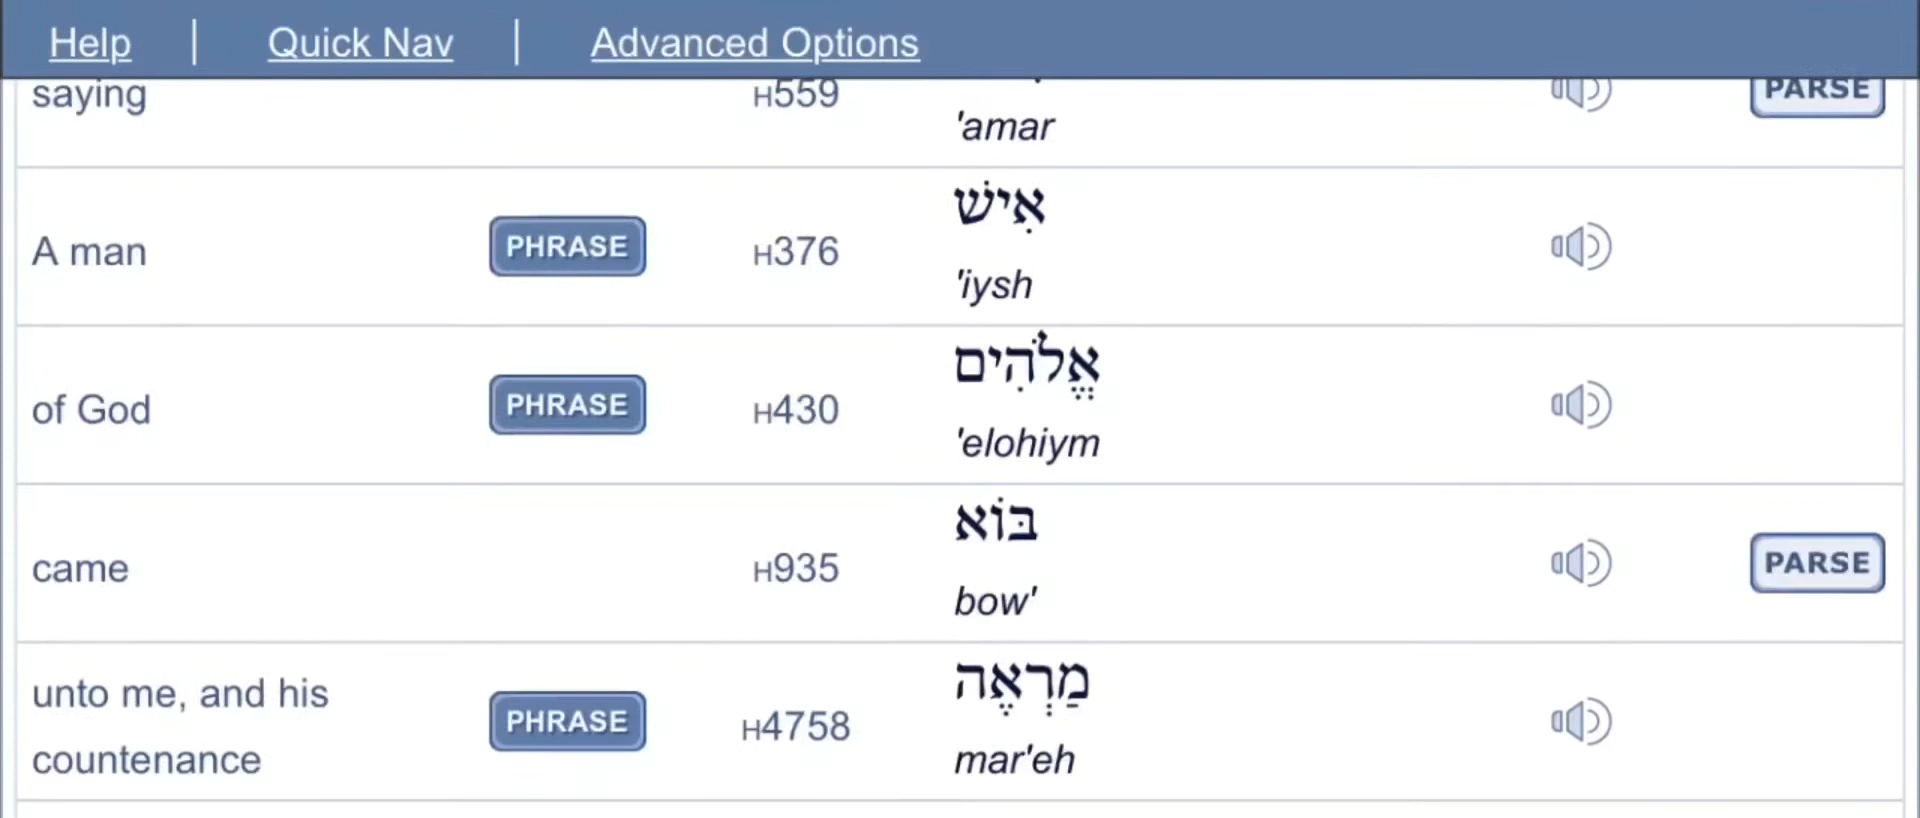 Help | Quick Nav | Advanced Options
saying H559 PARSE
'amar
A man PHRASE H376 אִישׁ
'iysh
of God PHRASE H430 אֱלֹהִים
'elohiym
came H935 בּוֹא PARSE
bow'
unto me, and his countenance PHRASE H4758 מַרְאֶה
mar'eh